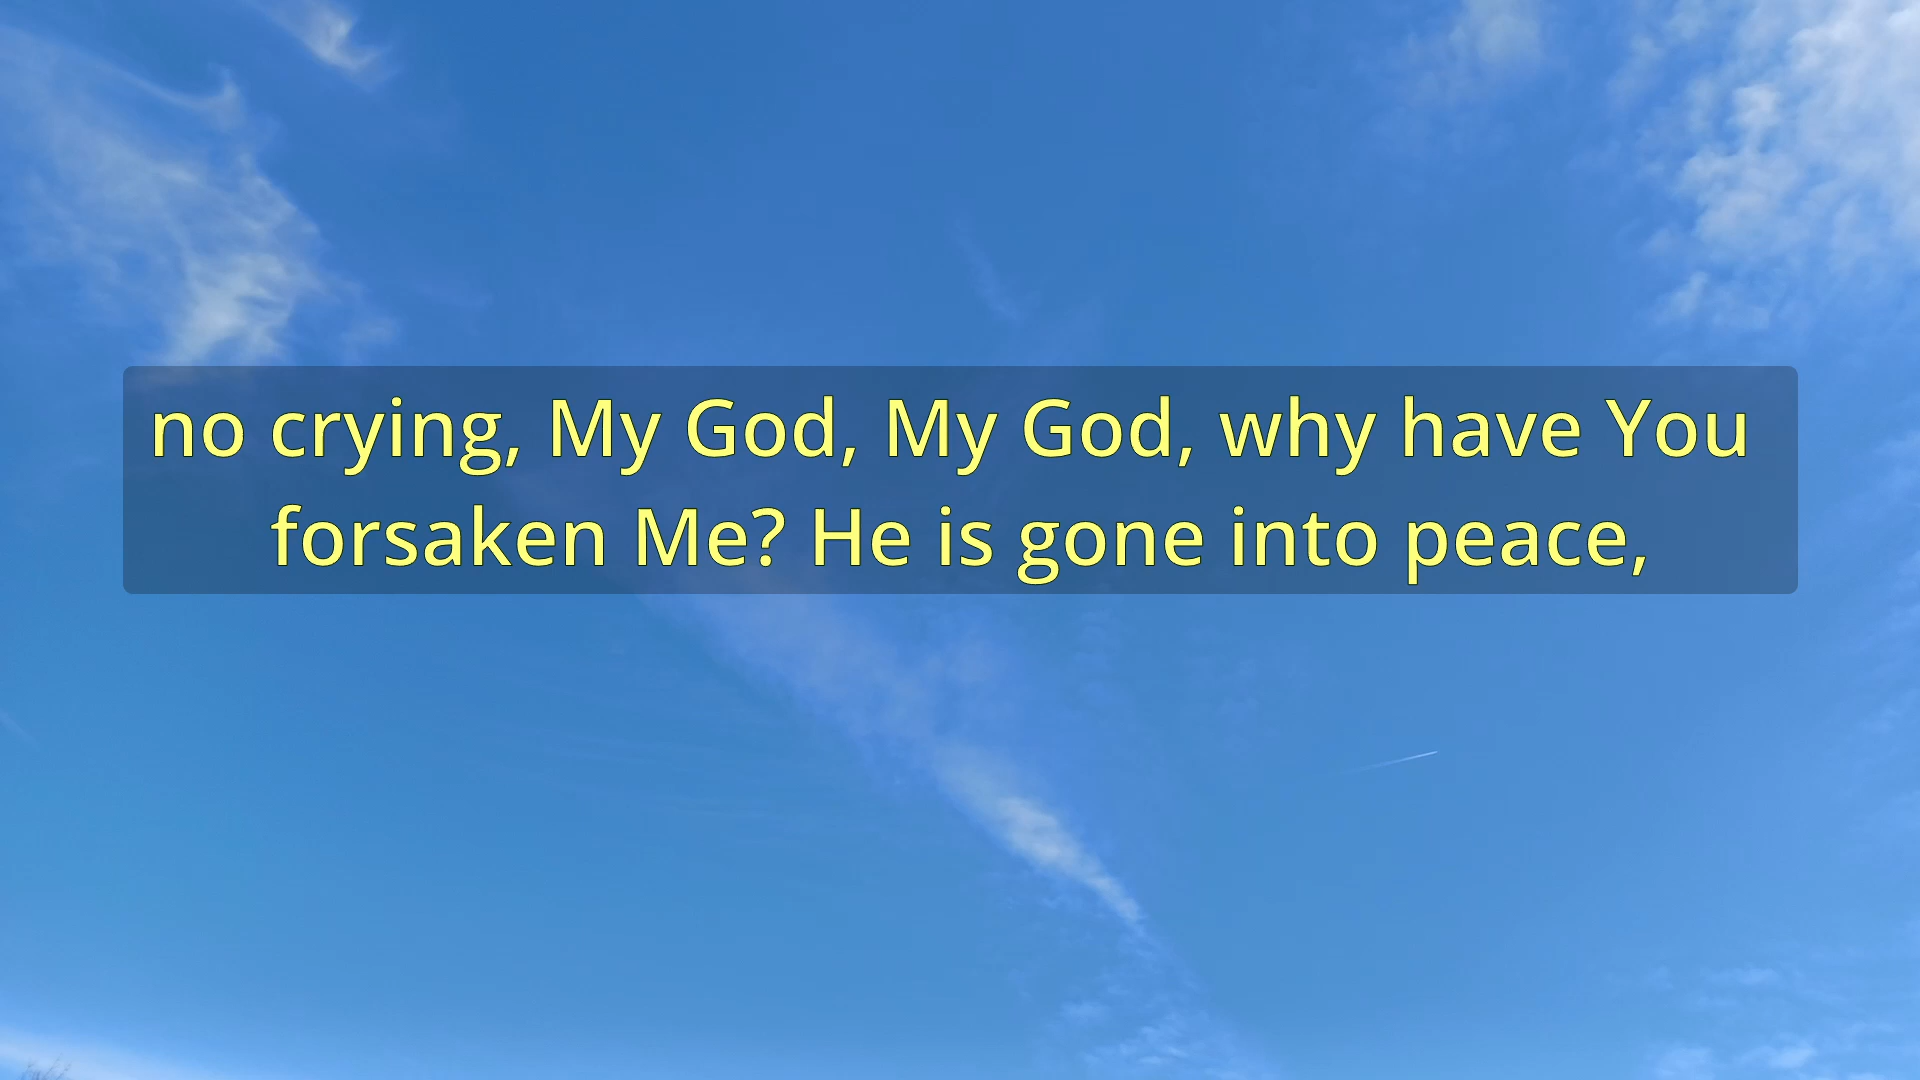 no crying, My God, My God, why have You
forsaken Me? He is gone into peace,